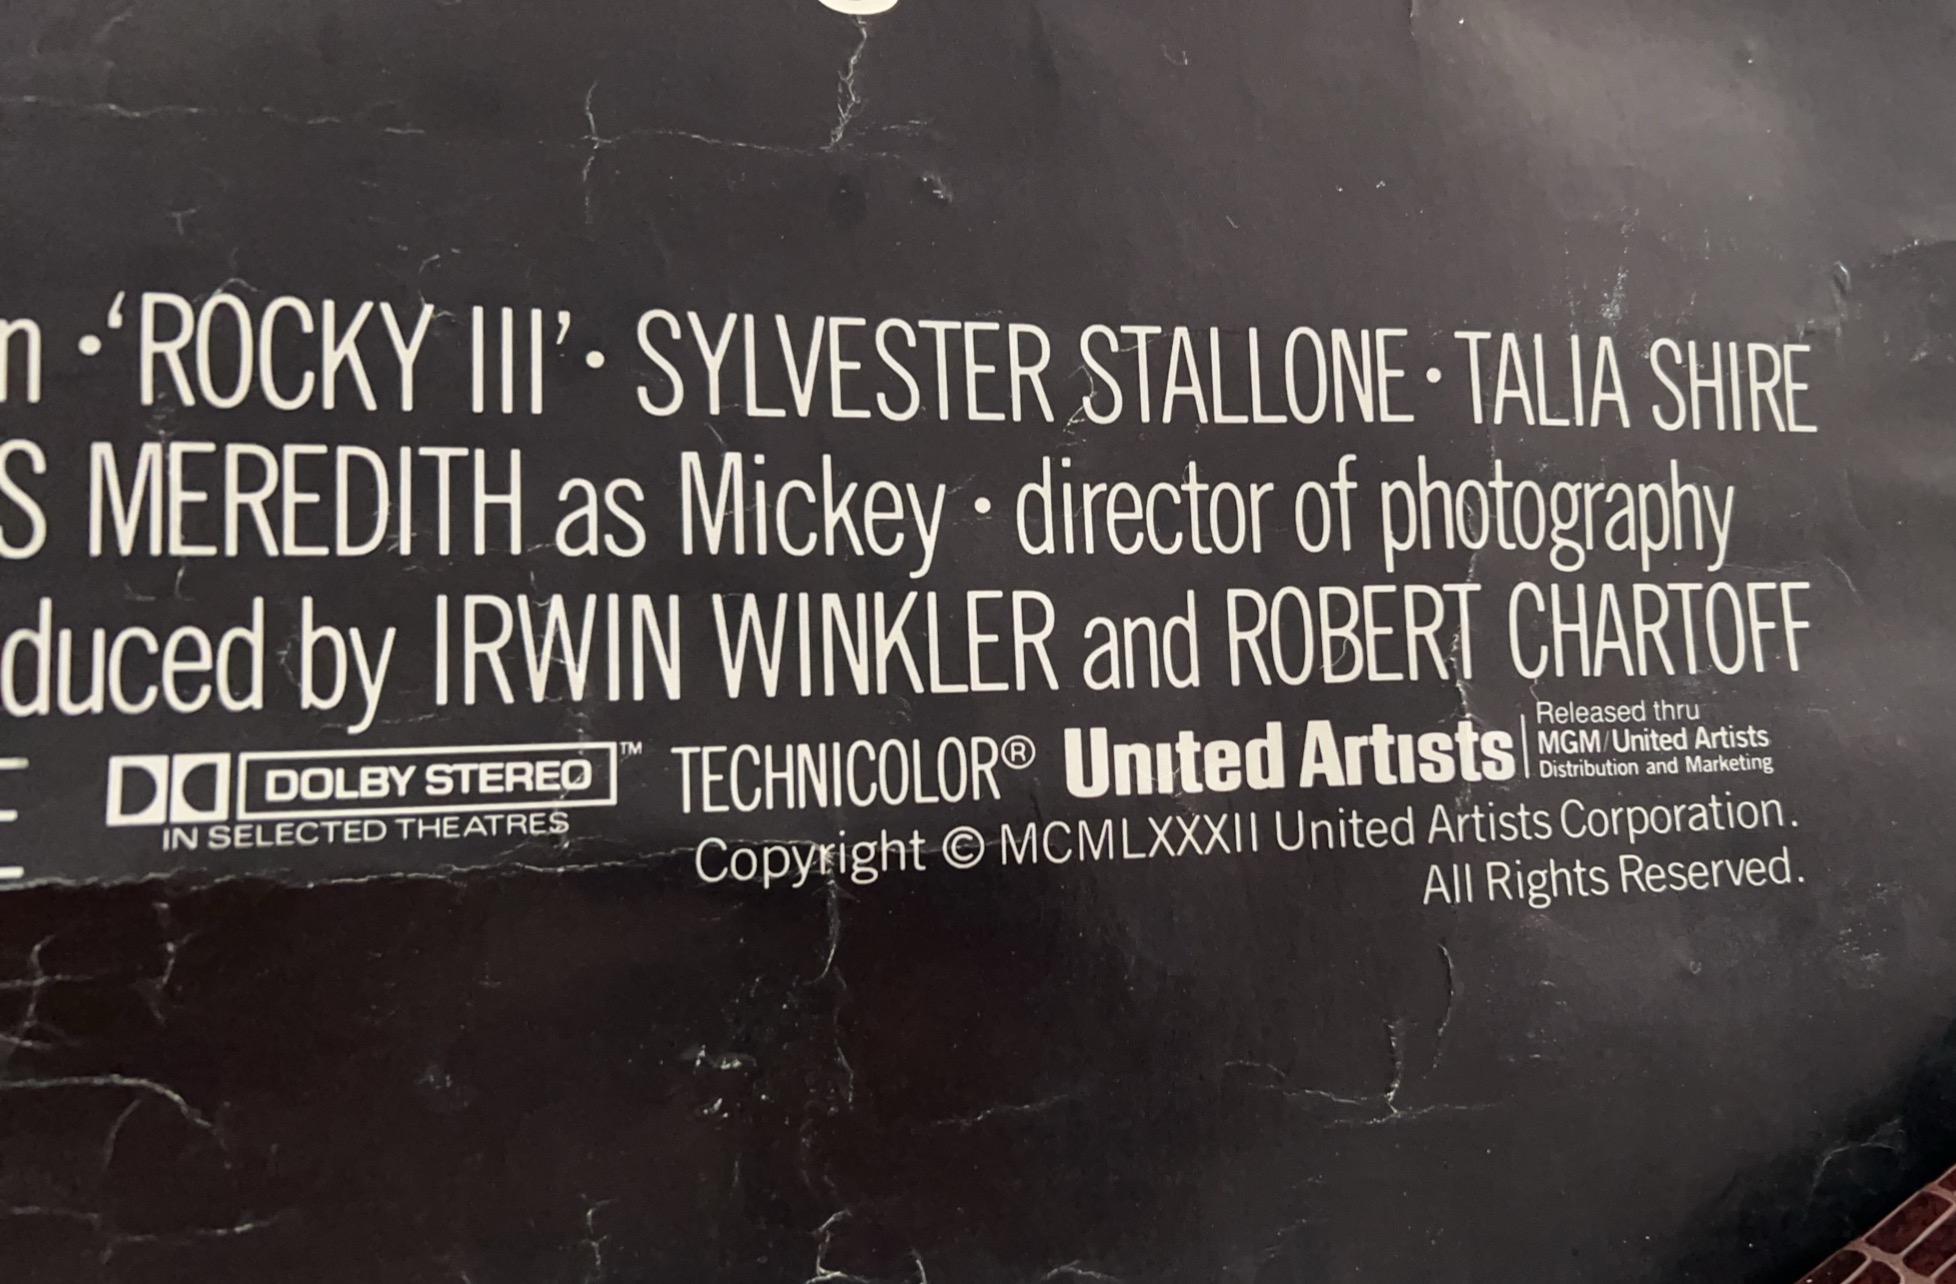 n • ‘ROCKY III’ • SYLVESTER STALLONE • TALIA SHIRE
S MEREDITH as Mickey • director of photography
duced by IRWIN WINKLER and ROBERT CHARTOFF
DOLBY STEREO™
IN SELECTED THEATRES
TECHNICOLOR®
United Artists
Released thru
MGM/United Artists
Distribution and Marketing
Copyright © MCMLXXXII United Artists Corporation.
All Rights Reserved.